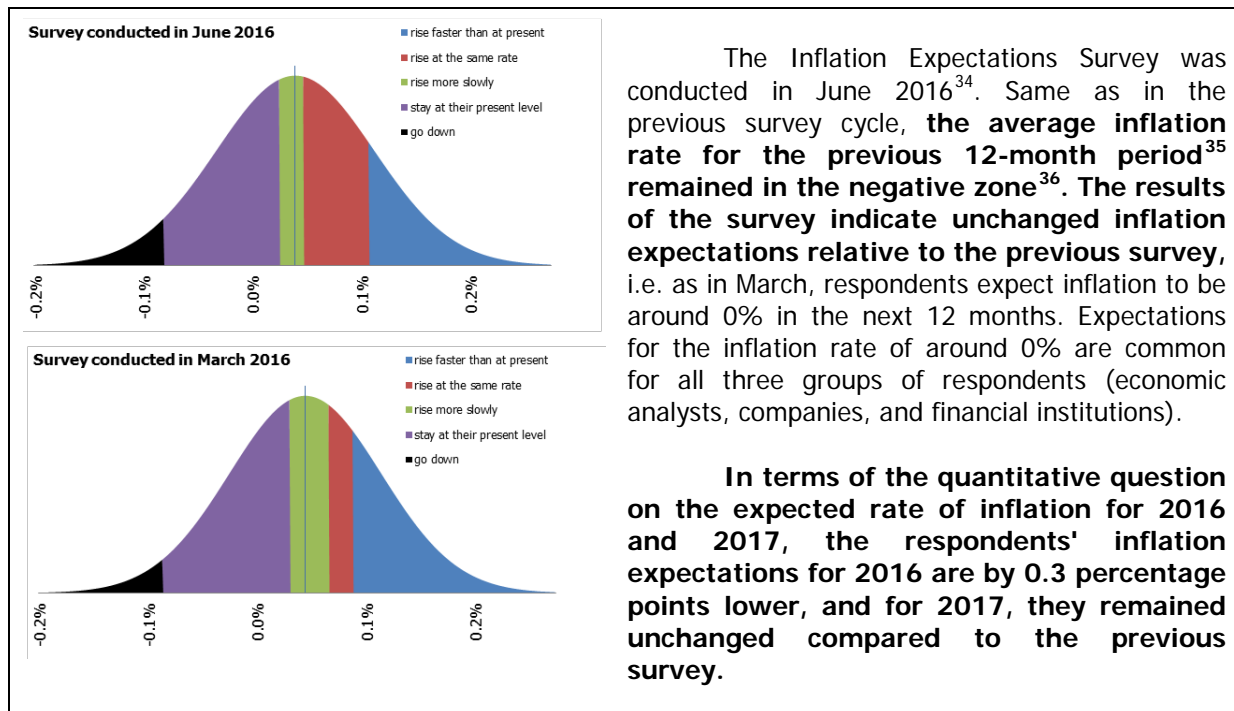 Survey conducted in June 2016
rise faster than at present
rise at the same rate
rise more slowly
stay at their present level
go down
-0.2%
-0.1%
0.0%
0.1%
0.2%
Survey conducted in March 2016
rise faster than at present
rise at the same rate
rise more slowly
stay at their present level
go down
-0.2%
-0.1%
0.0%
0.1%
0.2%
The Inflation Expectations Survey was
conducted in June 2016³⁴. Same as in the
previous survey cycle, the average inflation
rate for the previous 12-month period³⁵
remained in the negative zone³⁶. The results
of the survey indicate unchanged inflation
expectations relative to the previous survey,
i.e. as in March, respondents expect inflation to be
around 0% in the next 12 months. Expectations
for the inflation rate of around 0% are common
for all three groups of respondents (economic
analysts, companies, and financial institutions).
In terms of the quantitative question
on the expected rate of inflation for 2016
and 2017, the respondents' inflation
expectations for 2016 are by 0.3 percentage
points lower, and for 2017, they remained
unchanged compared to the previous
survey.